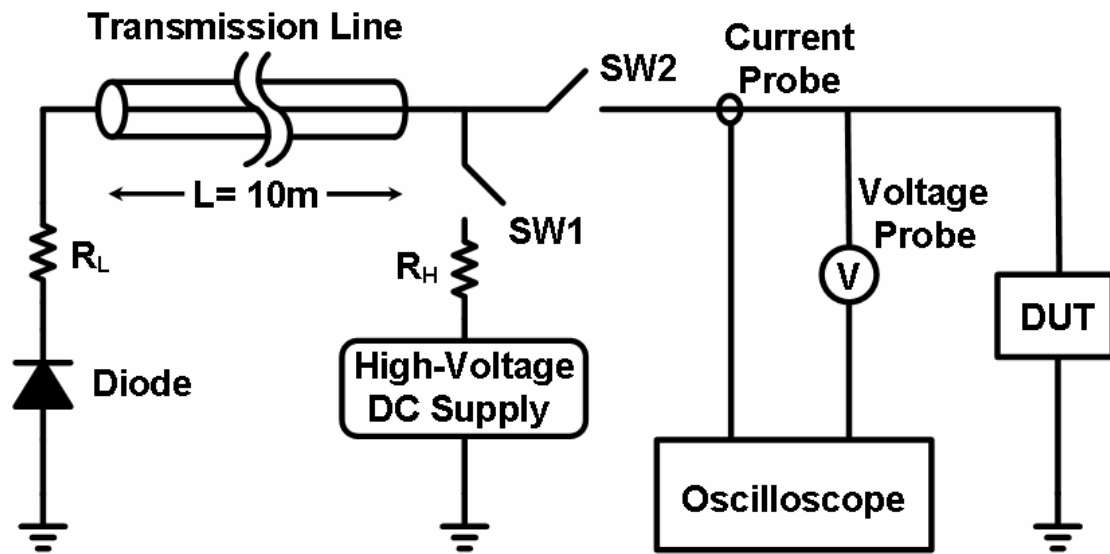 Transmission Line
Current
Probe
SW2
L= 10m
SW1
Voltage
Probe
RL
RH
V
DUT
Diode
High-Voltage
DC Supply
Oscilloscope